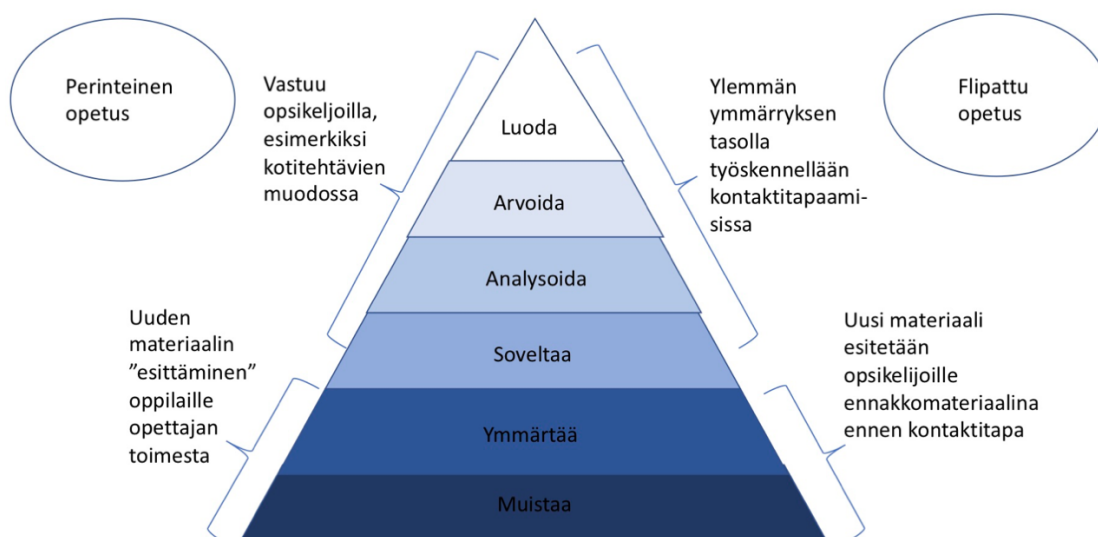 Perinteinen
opetus
Vastuu
opsikeljoilla,
esimerkiksi
kotitehtävien
muodossa
Ylemmän
ymmärryksen
tasolla
työskennellään
kontaktitapaami-
sissa
Flipattu
opetus
Luoda
Arvoida
Analysoida
Soveltaa
Ymmärtää
Muistaa
Uuden
materiaalin
”esittäminen”
oppilaille
opettajan
toimesta
Uusi materiaali
esitetään
opsikelijoille
ennakkomateriaalina
ennen kontaktitapa